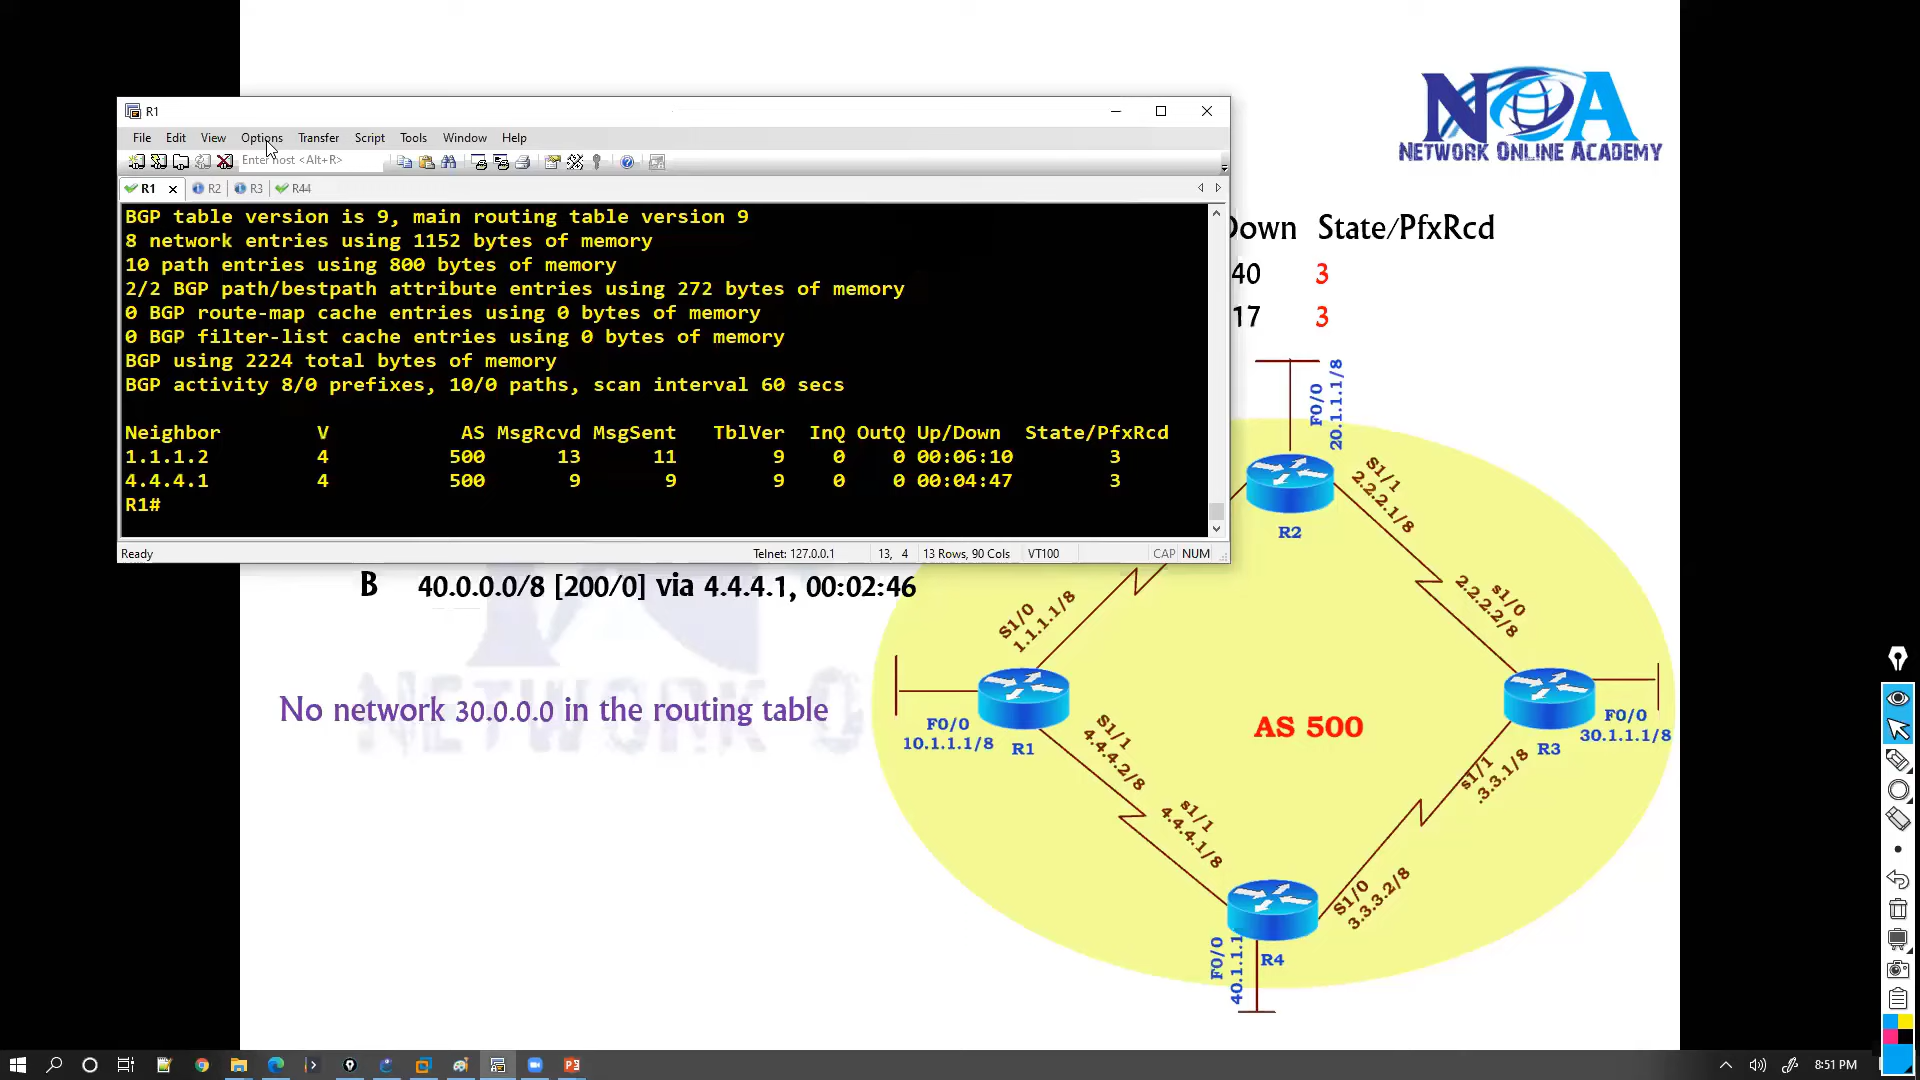 NOA
NETWORK ONLINE ACADEMY
R1
File Edit View Options Transfer Script Tools Window Help
Enter host <Alt+R>
R1 R2 R3 R44
BGP table version is 9, main routing table version 9
8 network entries using 1152 bytes of memory
10 path entries using 800 bytes of memory
2/2 BGP path/bestpath attribute entries using 272 bytes of memory
0 BGP route-map cache entries using 0 bytes of memory
0 BGP filter-list cache entries using 0 bytes of memory
BGP using 2224 total bytes of memory
BGP activity 8/0 prefixes, 10/0 paths, scan interval 60 secs
Neighbor V AS MsgRcvd MsgSent TblVer InQ OutQ Up/Down State/PfxRcd
1.1.1.2 4 500 13 11 9 0 0 00:06:10 3
4.4.4.1 4 500 9 9 9 0 0 00:04:47 3
R1#
Ready Telnet: 127.0.0.1 13, 4 13 Rows, 90 Cols VT100 CAP NUM
Down State/PfxRcd
40 3
17 3
B 40.0.0.0/8 [200/0] via 4.4.4.1, 00:02:46
No network 30.0.0.0 in the routing table
NETWORK O
F0/0
20.1.1.1/8
R2
S1/1
2.2.2.1/8
s1/0
2.2.2.2/8
S1/0
1.1.1.1/8
F0/0
10.1.1.1/8
R1
AS 500
R3
F0/0
30.1.1.1/8
S1/1
4.4.4.2/8
s1/1
4.4.4.1/8
s1/1
.3.3.1/8
S1/0
3.3.3.2/8
R4
F0/0
40.1.1.1
8:51 PM